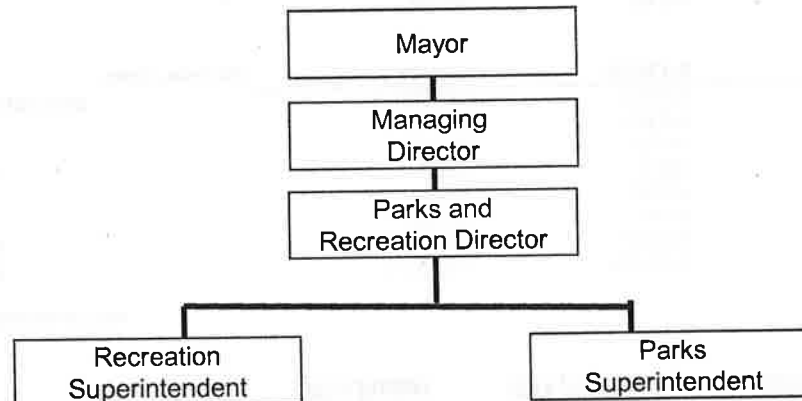 Mayor
Managing
Director
Parks and
Recreation Director
Recreation
Superintendent
Parks
Superintendent